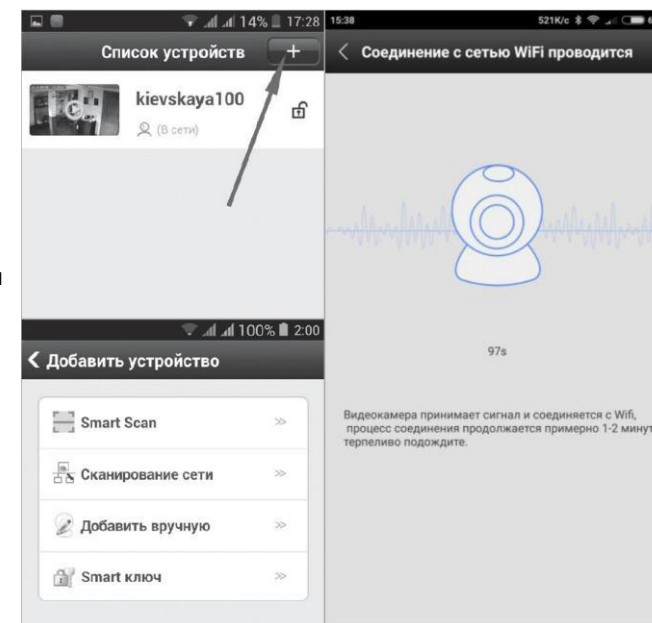 14% 17:28
Список устройств +
kievskaya100
(В сети)
100% 2:00
Добавить устройство
Smart Scan
Сканирование сети
Добавить вручную
Smart ключ
15:38 521K/c
Соединение с сетью WiFi проводится
97s
Видеокамера принимает сигнал и соединяется с Wifi,
процесс соединения продолжается примерно 1-2 минут
терпеливо подождите.